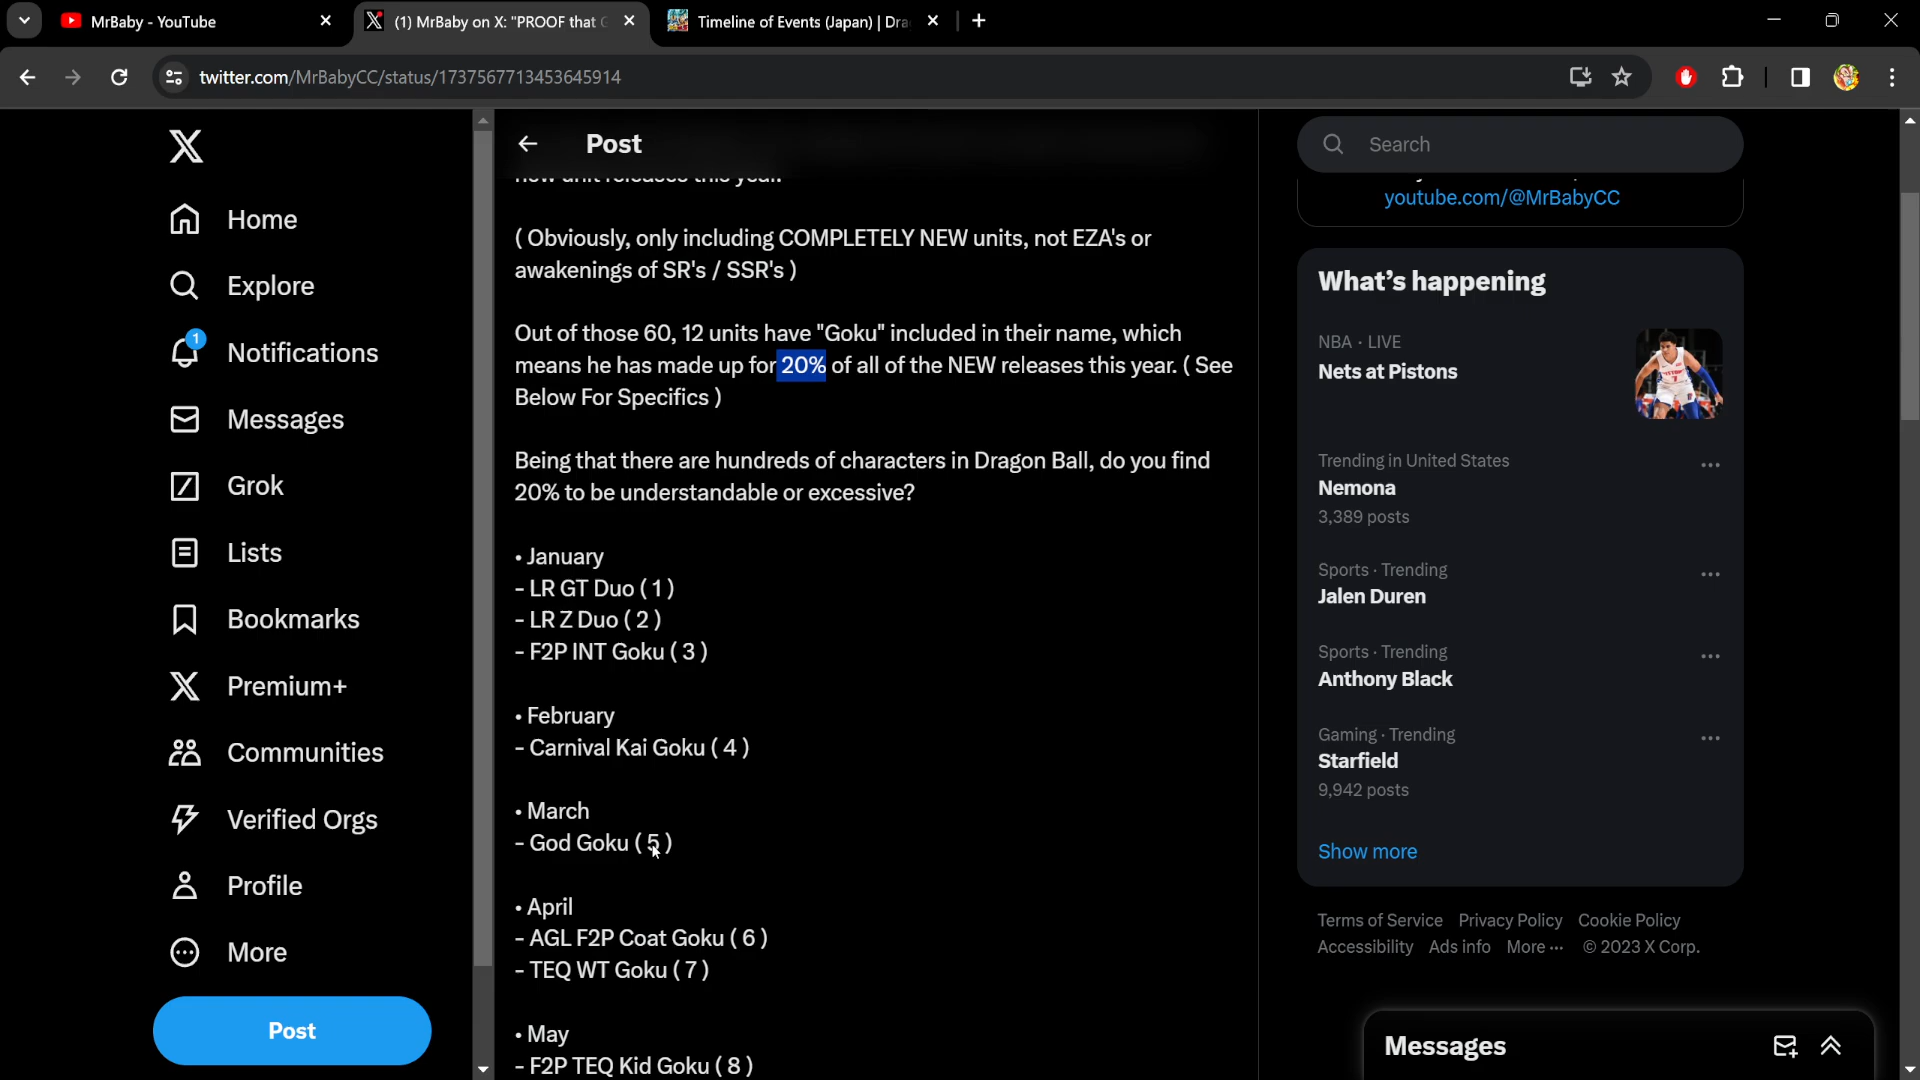 MrBaby - YouTube
(1) MrBaby on X: "PROOF that
Timeline of Events (Japan) | Dra
twitter.com/MrBabyCC/status/1737567713453645914
Home
Explore
1
Notifications
Messages
Grok
Lists
Bookmarks
Premium+
Communities
Verified Orgs
Profile
More
Post
Post
new unit releases this year.
( Obviously, only including COMPLETELY NEW units, not EZA's or
awakenings of SR's / SSR's )
Out of those 60, 12 units have "Goku" included in their name, which
means he has made up for 20% of all of the NEW releases this year. ( See
Below For Specifics )
Being that there are hundreds of characters in Dragon Ball, do you find
20% to be understandable or excessive?
• January
- LR GT Duo ( 1 )
- LR Z Duo ( 2 )
- F2P INT Goku ( 3 )
• February
- Carnival Kai Goku ( 4 )
• March
- God Goku ( 5 )
• April
- AGL F2P Coat Goku ( 6 )
- TEQ WT Goku ( 7 )
• May
- F2P TEQ Kid Goku ( 8 )
Search
youtube.com/@MrBabyCC
What's happening
NBA · LIVE
Nets at Pistons
Trending in United States
Nemona
3,389 posts
Sports · Trending
Jalen Duren
Sports · Trending
Anthony Black
Gaming · Trending
Starfield
9,942 posts
Show more
Terms of Service Privacy Policy Cookie Policy
Accessibility Ads info More ··· © 2023 X Corp.
Messages